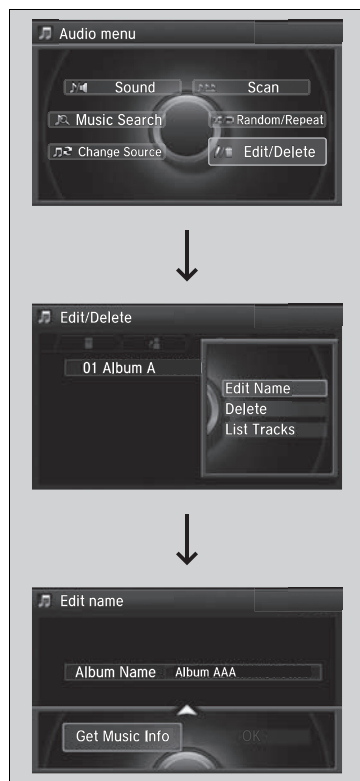 Audio menu
Sound
Scan
Music Search
Random/Repeat
Change Source
Edit/Delete
Edit/Delete
01 Album A
Edit Name
Delete
List Tracks
Edit name
Album Name Album AAA
Get Music Info
OK